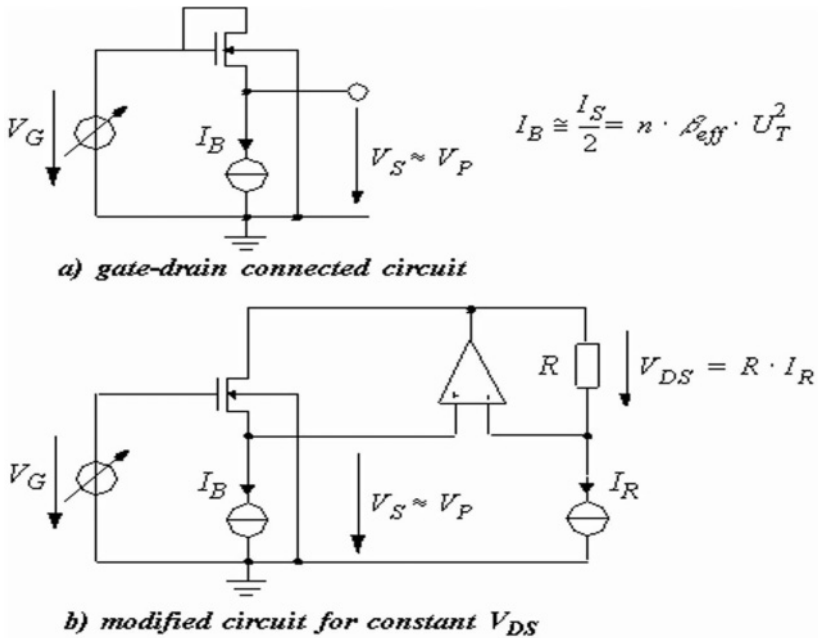 V_G
I_B
V_S ≈ V_P
I_B ≅ I_S/2 = n · β_eff · U_T^2
a) gate-drain connected circuit
R
V_DS = R · I_R
V_G
I_B
V_S ≈ V_P
I_R
b) modified circuit for constant V_DS